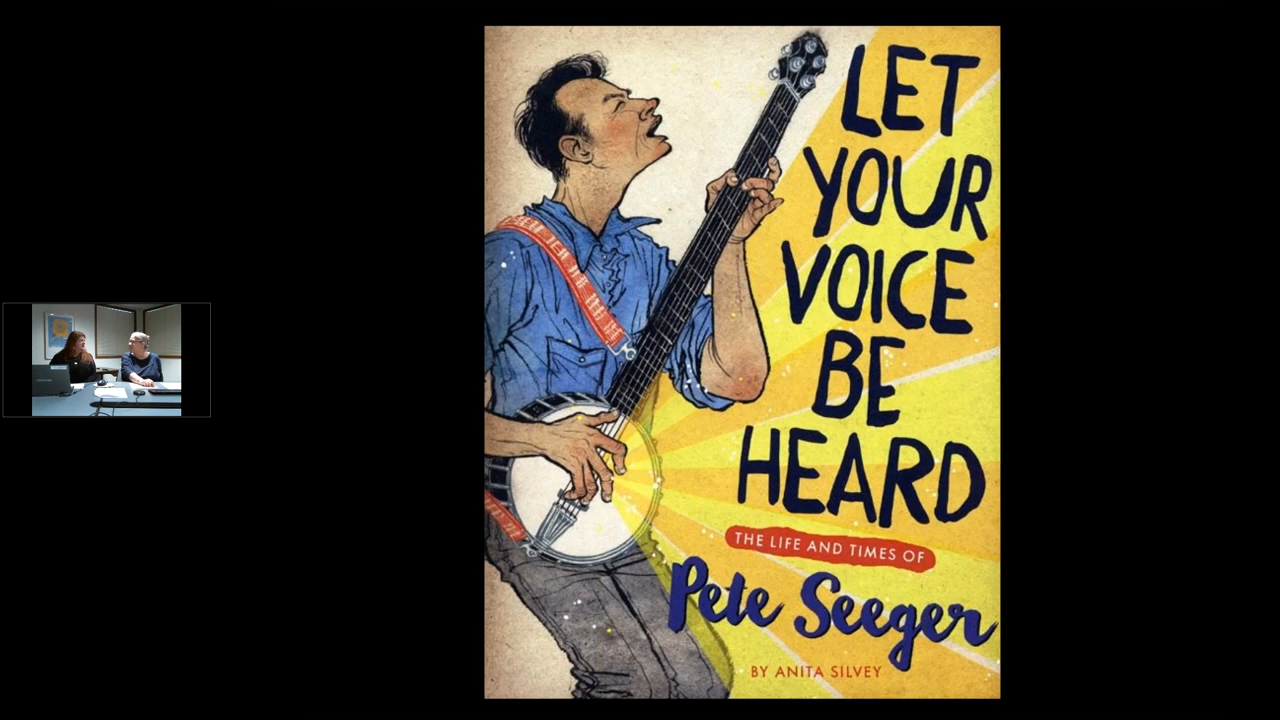 LET
YOUR
VOICE
BE
HEARD
THE LIFE AND TIMES OF
Pete Seeger
BY ANITA SILVEY